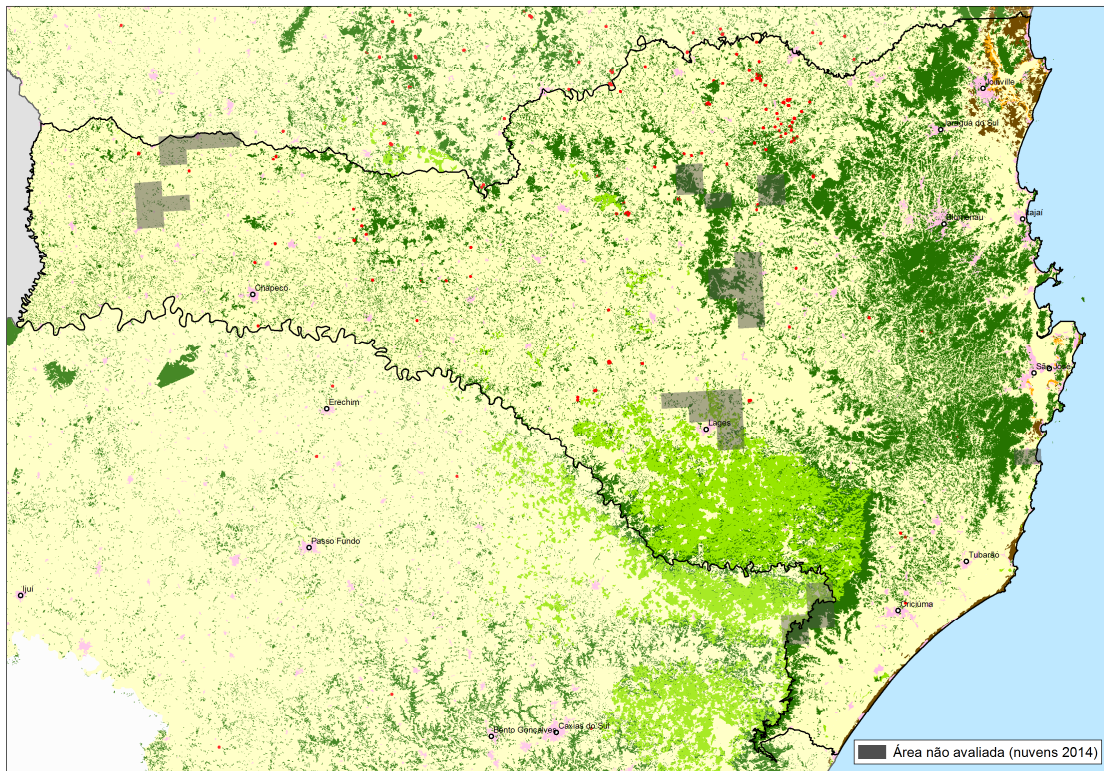 Joinville
Jaraguá do Sul
Blumenau
Itajaí
Chapecó
São José
Erechim
Lages
Passo Fundo
Tubarão
Ijuí
Criciúma
Caxias do Sul
Bento Gonçalves
Área não avaliada (nuvens 2014)